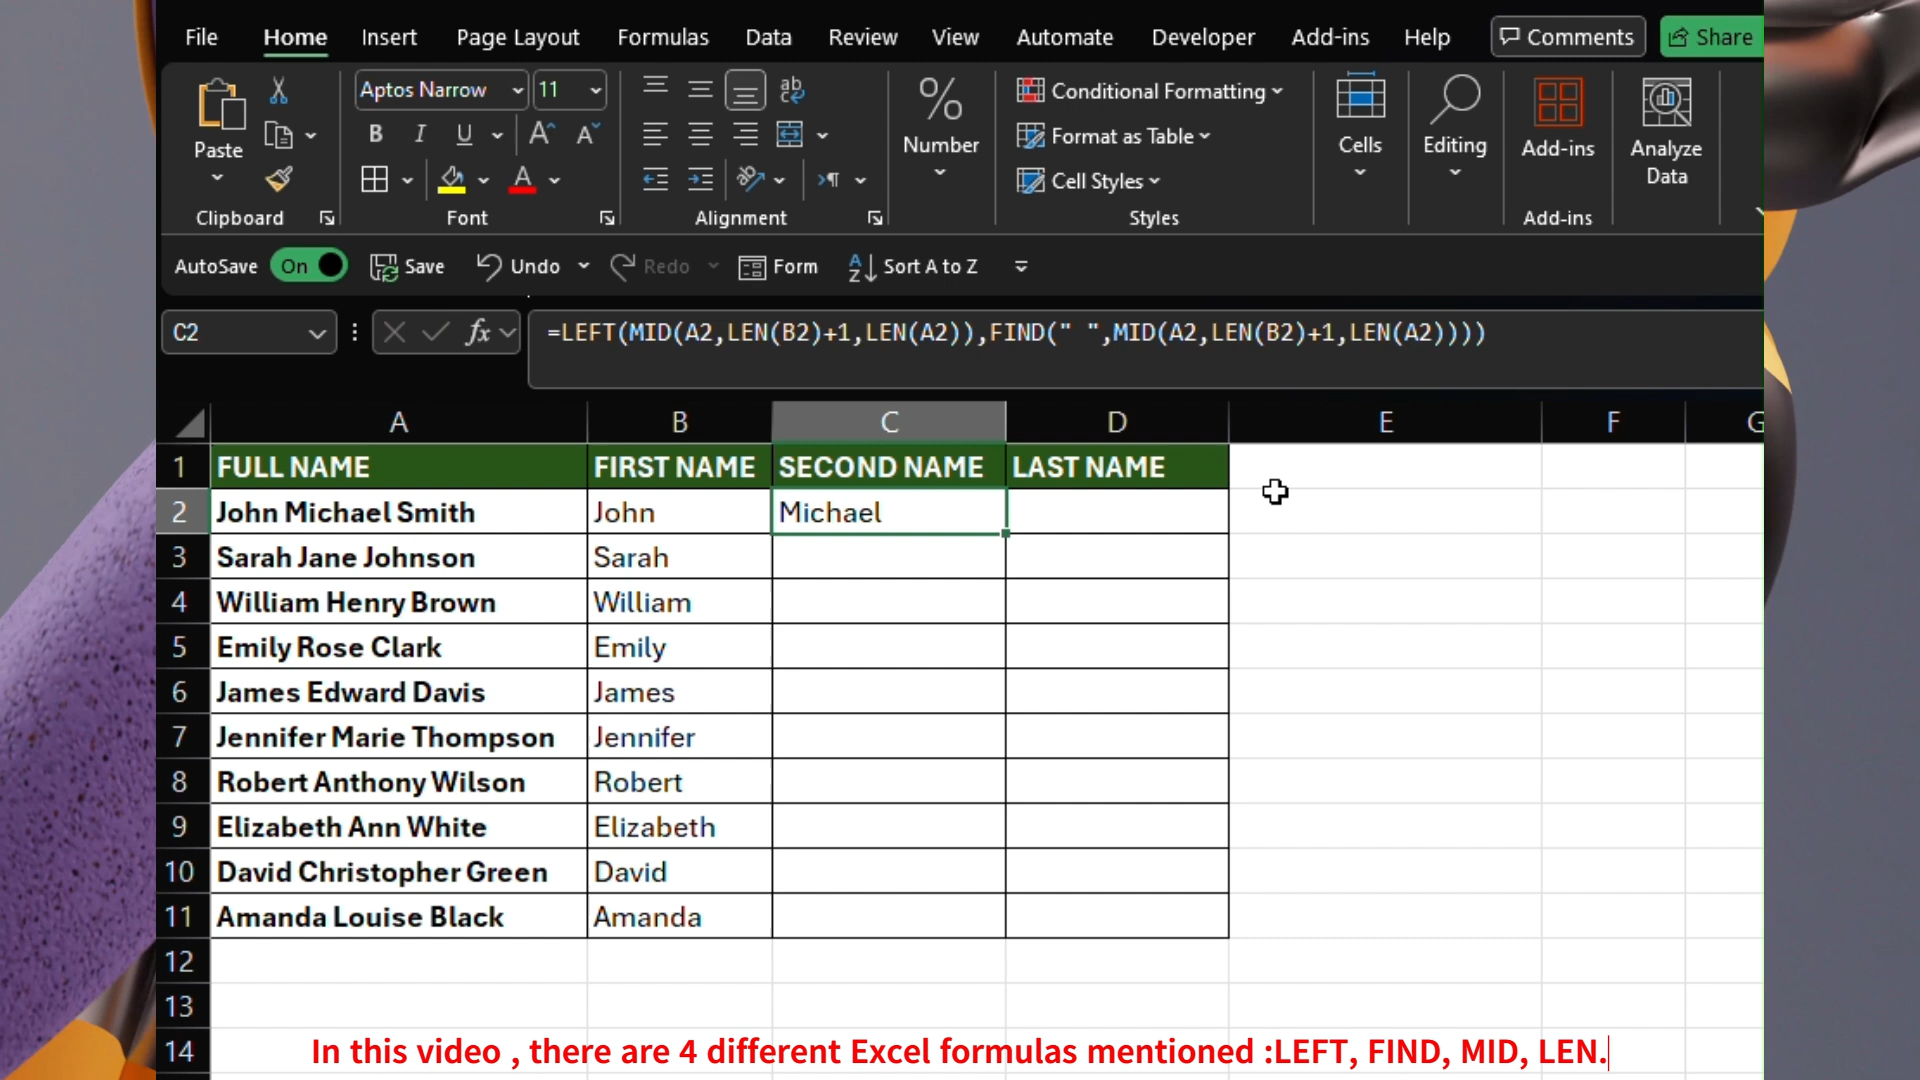 File Home Insert Page Layout Formulas Data Review View Automate Developer Add-ins Help Comments Share
Paste
Clipboard
Aptos Narrow 11
B I U A A
A
Font
ab
c
Alignment
%
Number
Conditional Formatting
Format as Table
Cell Styles
Styles
Cells
Editing
Add-ins
Add-ins
Analyze
Data
AutoSave On Save Undo Redo Form Sort A to Z
C2 fx =LEFT(MID(A2,LEN(B2)+1,LEN(A2)),FIND(" ",MID(A2,LEN(B2)+1,LEN(A2))))
A B C D E F G
1 FULL NAME FIRST NAME SECOND NAME LAST NAME
2 John Michael Smith John Michael
3 Sarah Jane Johnson Sarah
4 William Henry Brown William
5 Emily Rose Clark Emily
6 James Edward Davis James
7 Jennifer Marie Thompson Jennifer
8 Robert Anthony Wilson Robert
9 Elizabeth Ann White Elizabeth
10 David Christopher Green David
11 Amanda Louise Black Amanda
12
13
14
In this video , there are 4 different Excel formulas mentioned :LEFT, FIND, MID, LEN.